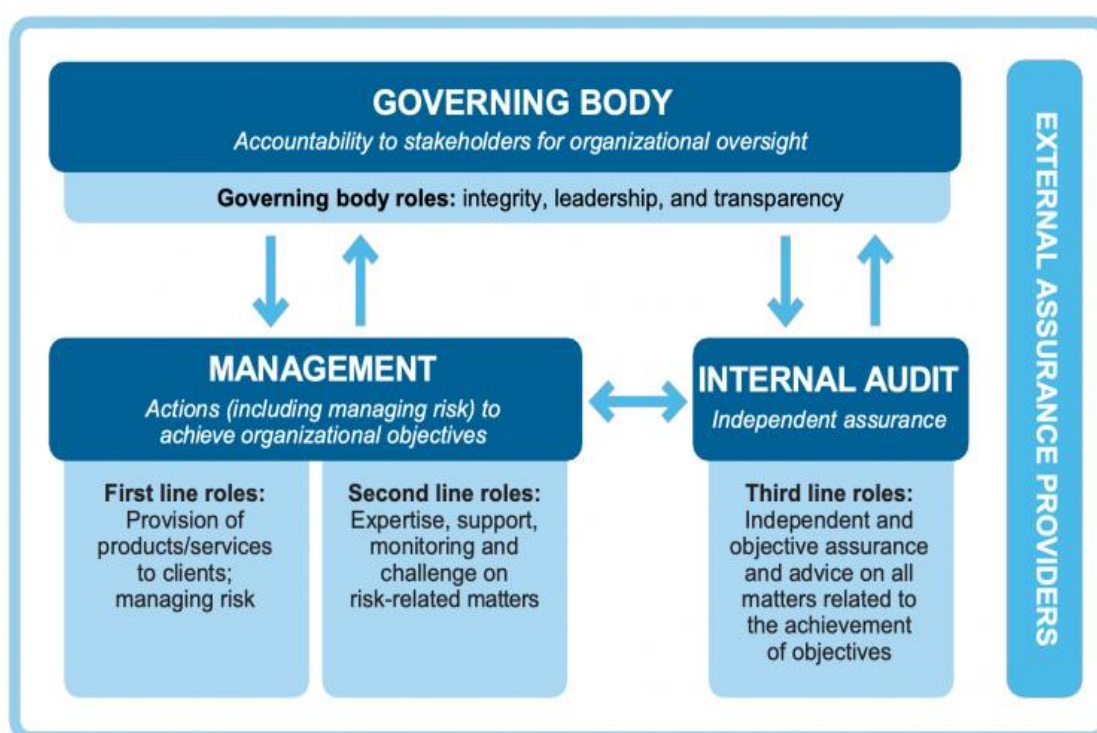 GOVERNING BODY
Accountability to stakeholders for organizational oversight
Governing body roles: integrity, leadership, and transparency
MANAGEMENT
Actions (including managing risk) to
achieve organizational objectives
First line roles:
Provision of
products/services
to clients;
managing risk
Second line roles:
Expertise, support,
monitoring and
challenge on
risk-related matters
INTERNAL AUDIT
Independent assurance
Third line roles:
Independent and
objective assurance
and advice on all
matters related to
the achievement
of objectives
EXTERNAL ASSURANCE PROVIDERS